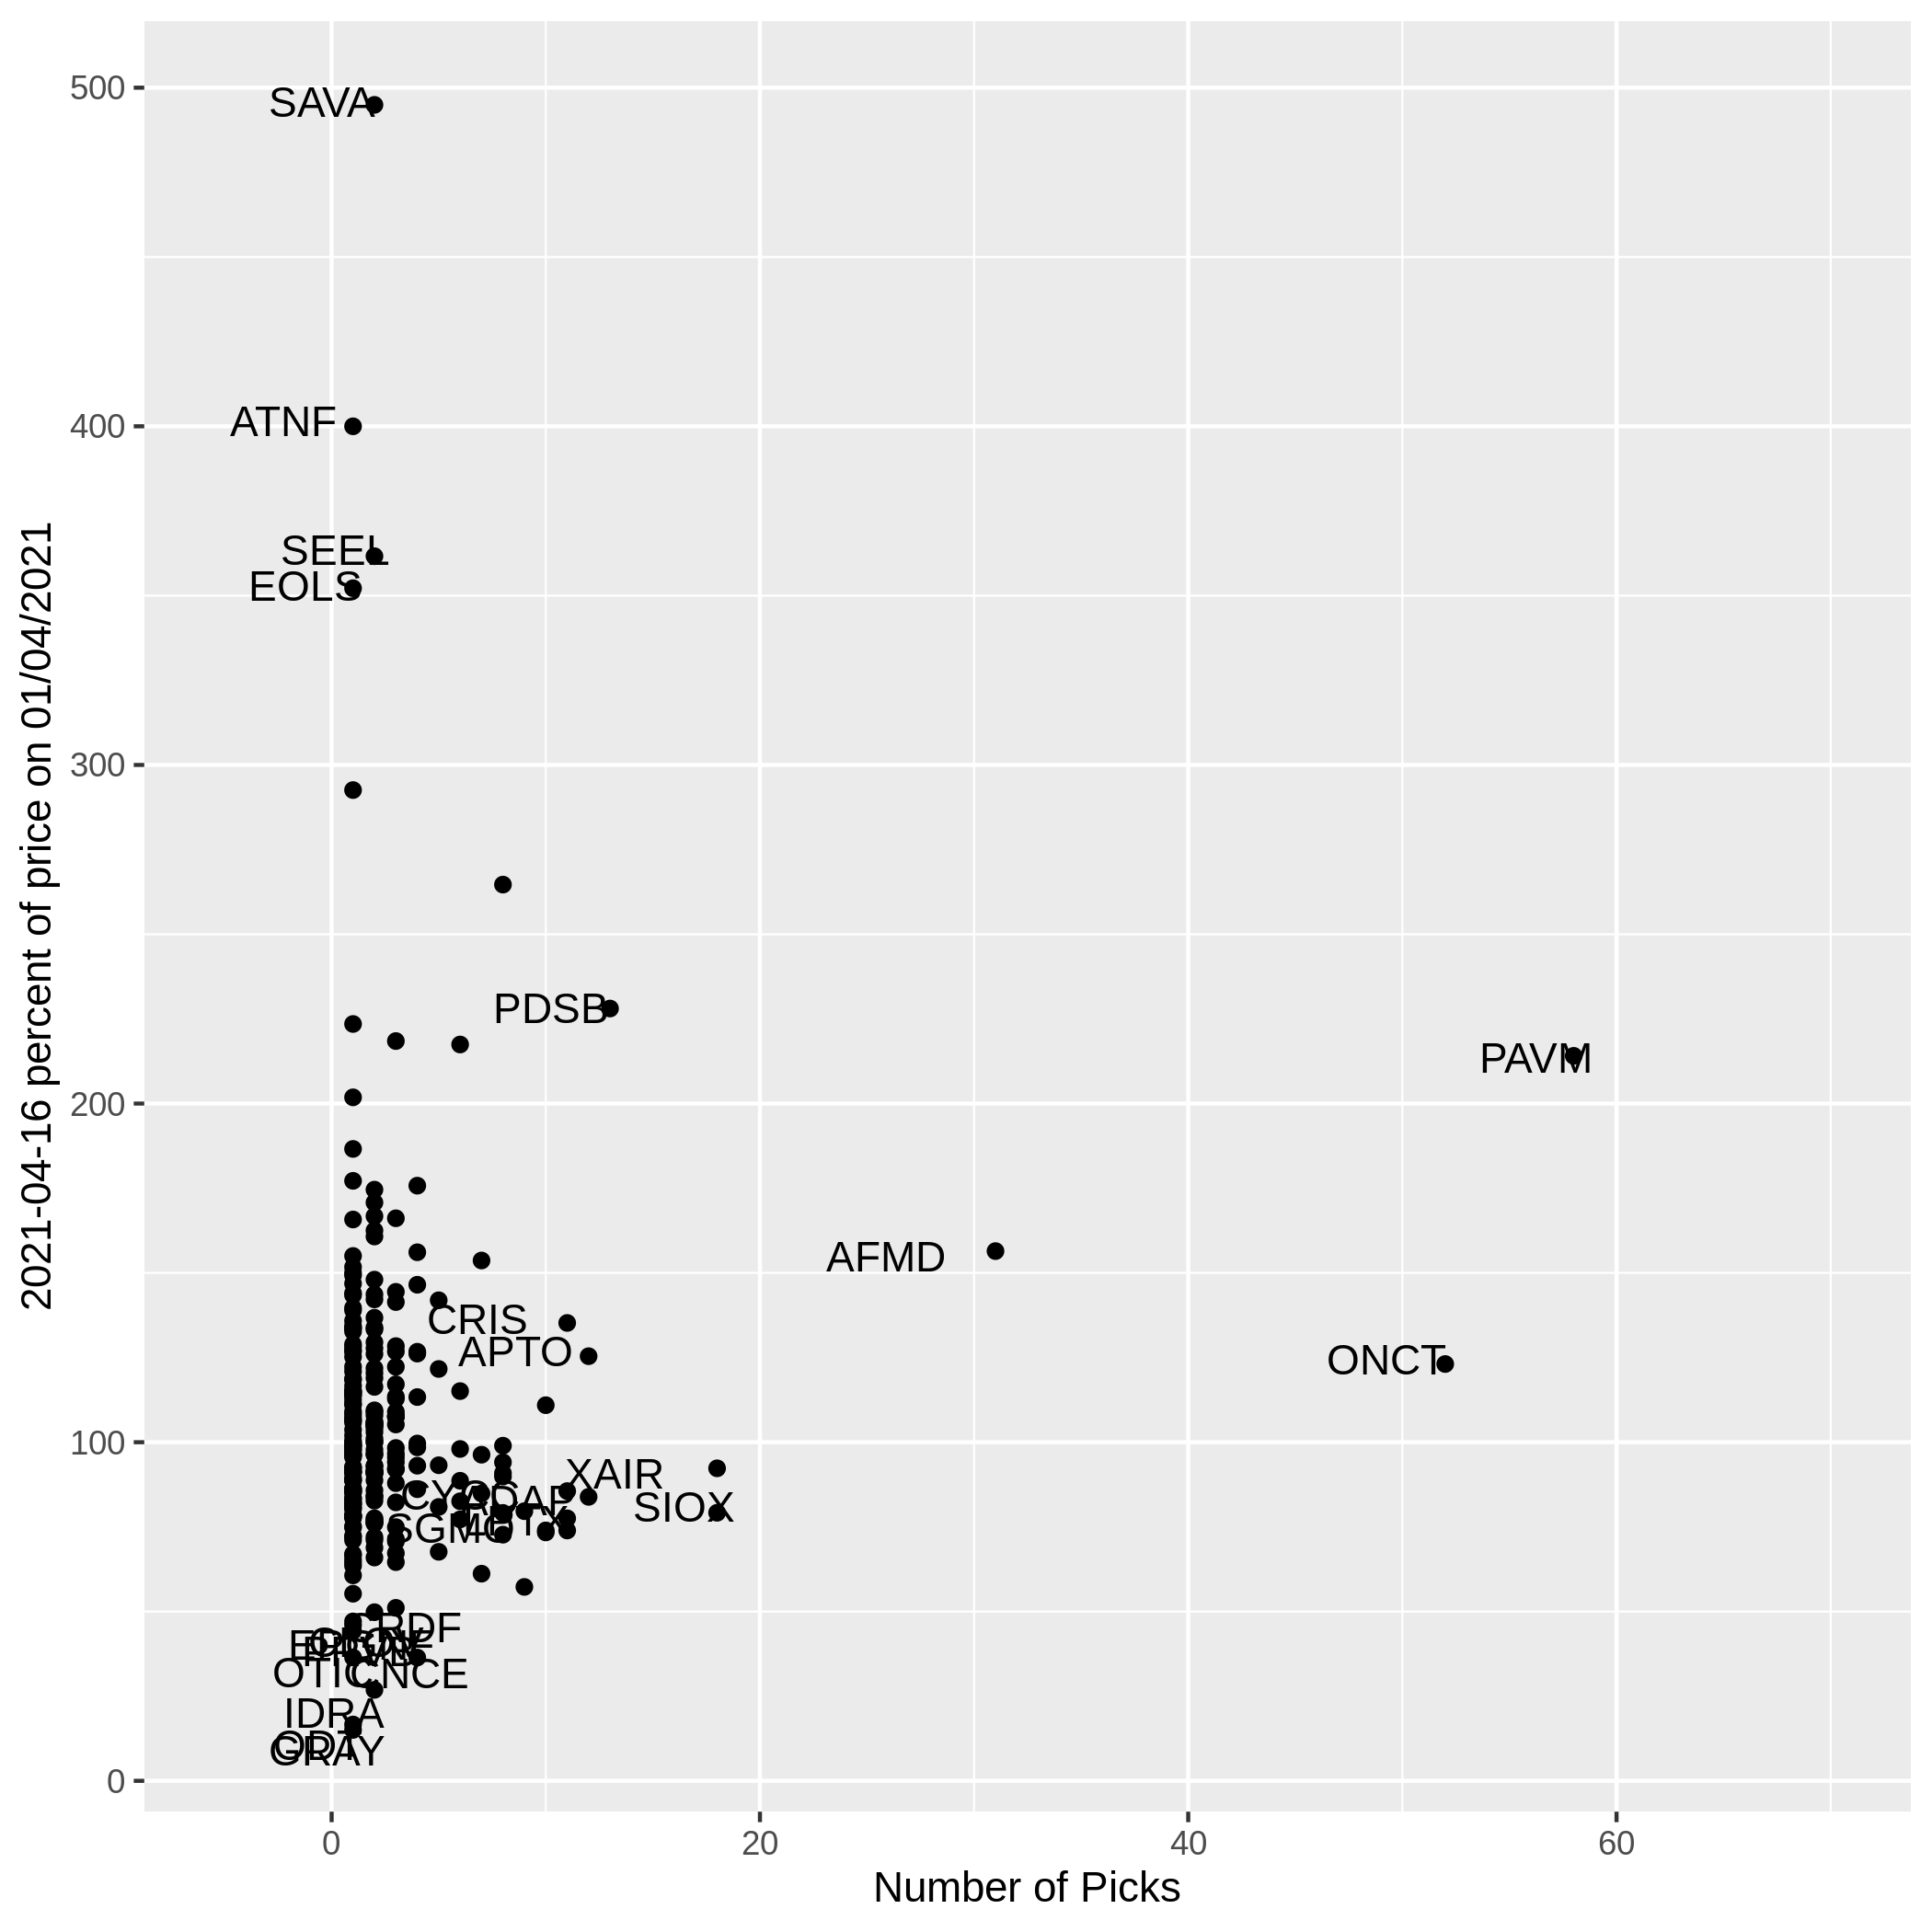 500
SAVA
400
ATNF
SEEL
EOLS
300
PDSB
PAVM
200
AFMD
CRIS
APTO
ONCT
100
XAIR
SIOX
SGMO
OTIC
CNCE
IDRA
GRAY
0
0
20
40
60
Number of Picks
2021-04-16 percent of price on 01/04/2021